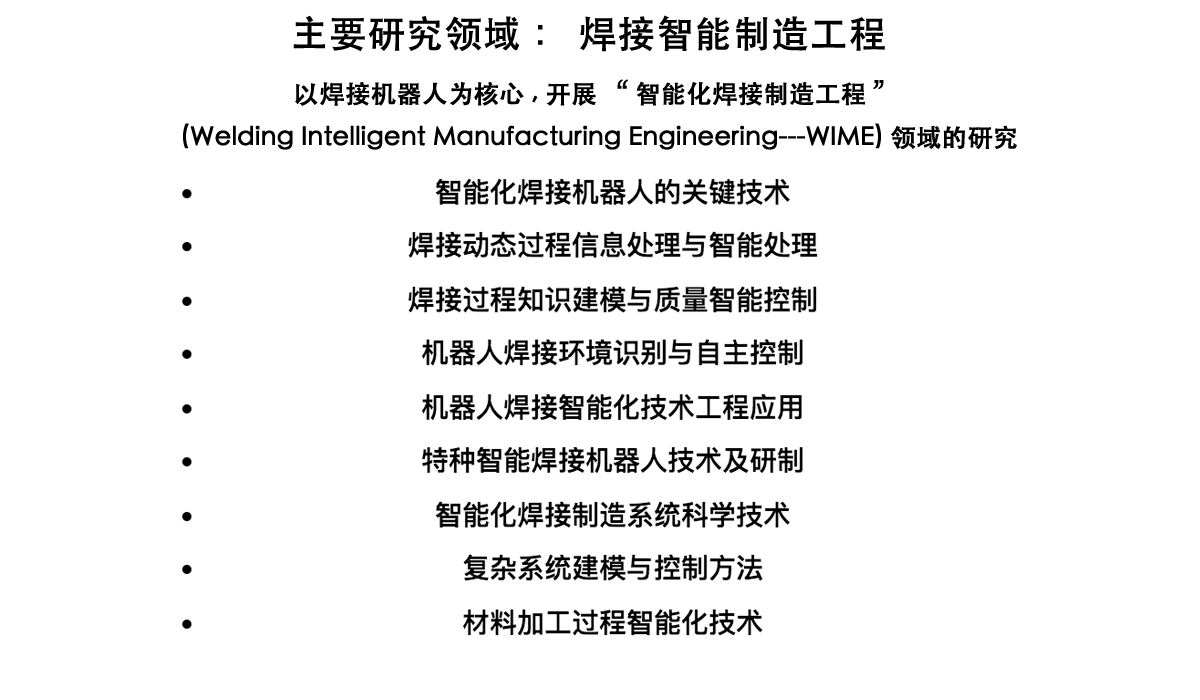 主要研究领域： 焊接智能制造工程
以焊接机器人为核心，开展 “智能化焊接制造工程”
(Welding Intelligent Manufacturing Engineering---WIME) 领域的研究
• 智能化焊接机器人的关键技术
• 焊接动态过程信息处理与智能处理
• 焊接过程知识建模与质量智能控制
• 机器人焊接环境识别与自主控制
• 机器人焊接智能化技术工程应用
• 特种智能焊接机器人技术及研制
• 智能化焊接制造系统科学技术
• 复杂系统建模与控制方法
• 材料加工过程智能化技术